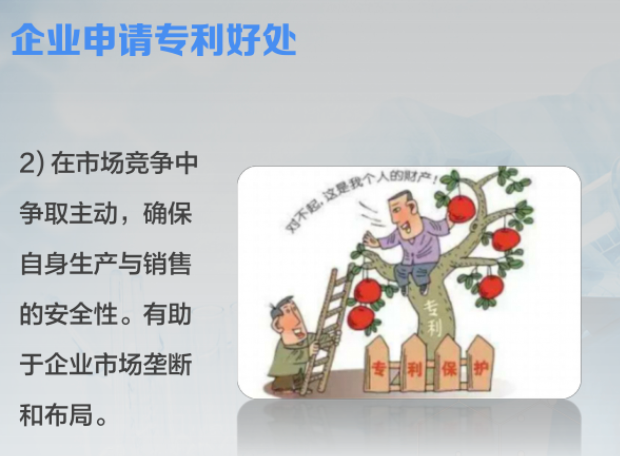 企业申请专利好处
2) 在市场竞争中
争取主动，确保
自身生产与销售
的安全性。有助
于企业市场垄断
和布局。
对不起，这是我个人的财产！
专利
专利保护